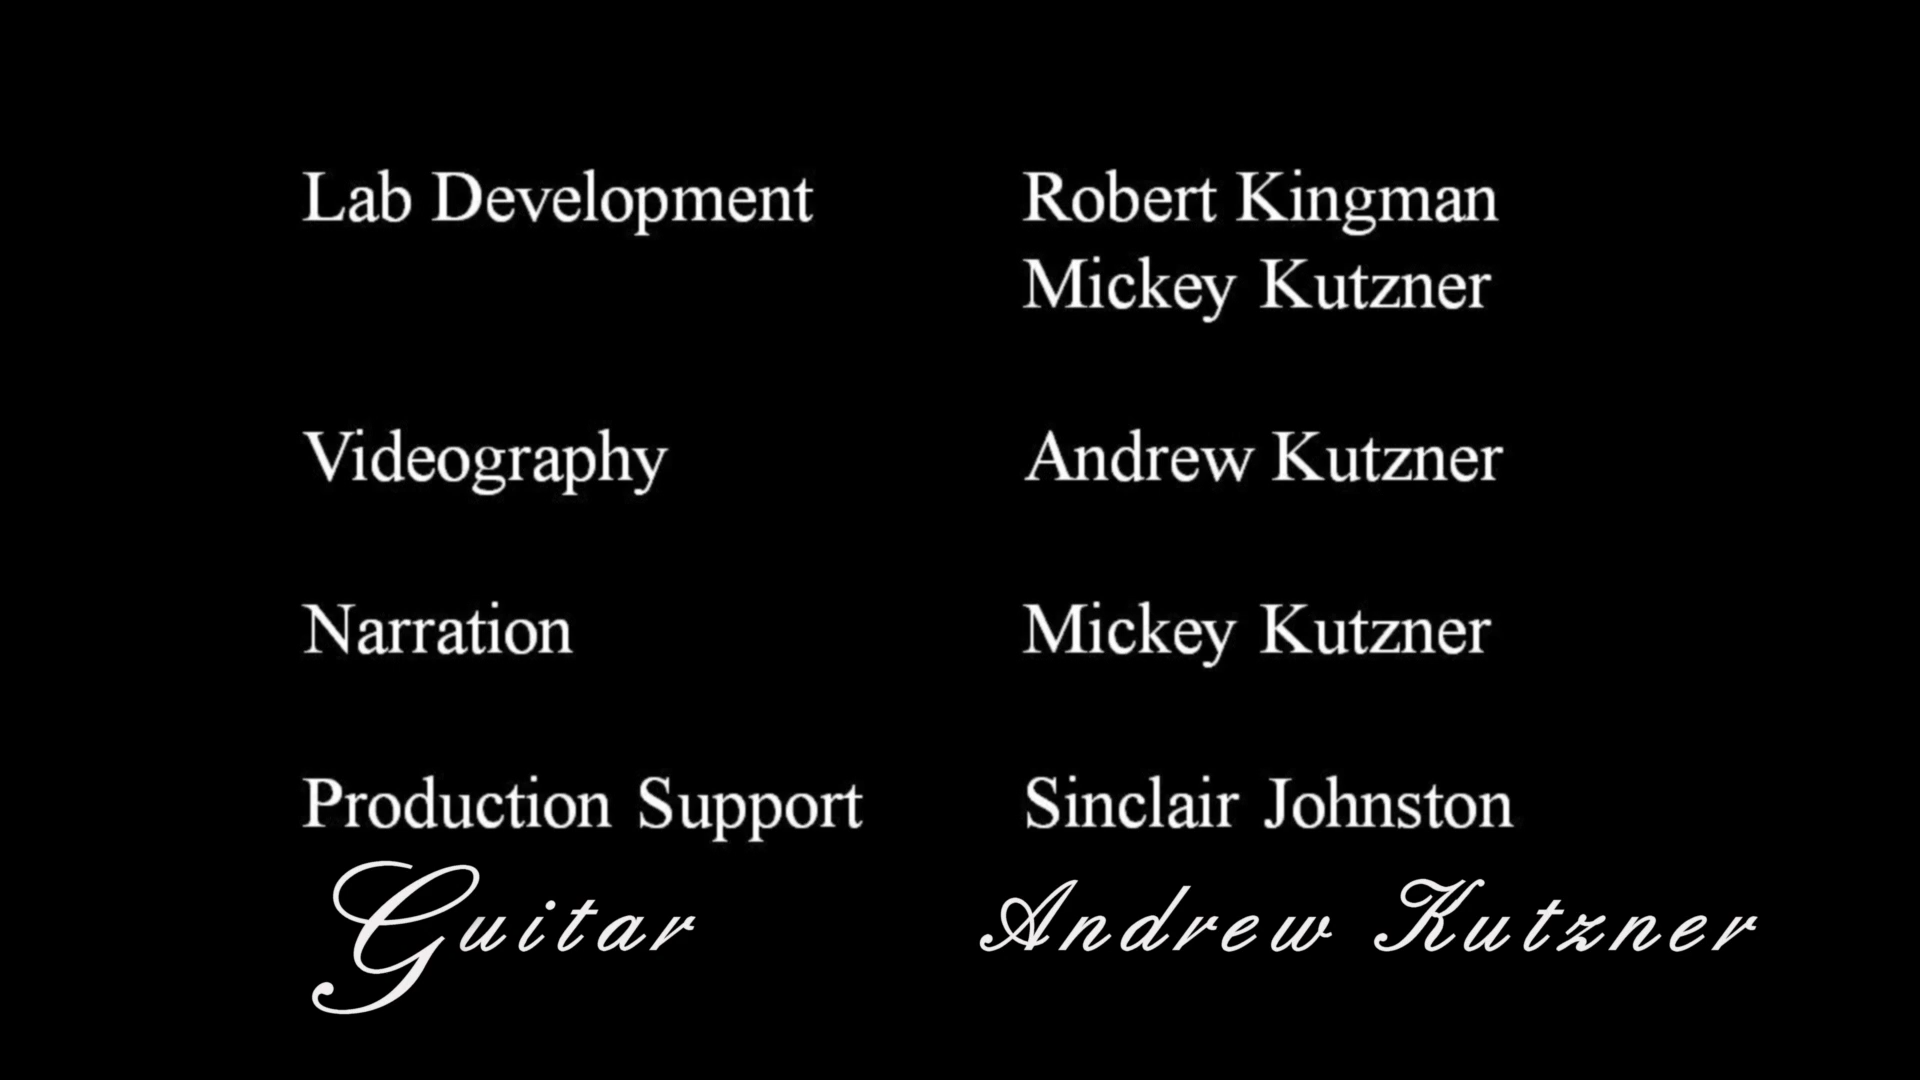 Lab Development Robert Kingman
Mickey Kutzner
Videography Andrew Kutzner
Narration Mickey Kutzner
Production Support Sinclair Johnston
Guitar Andrew Kutzner